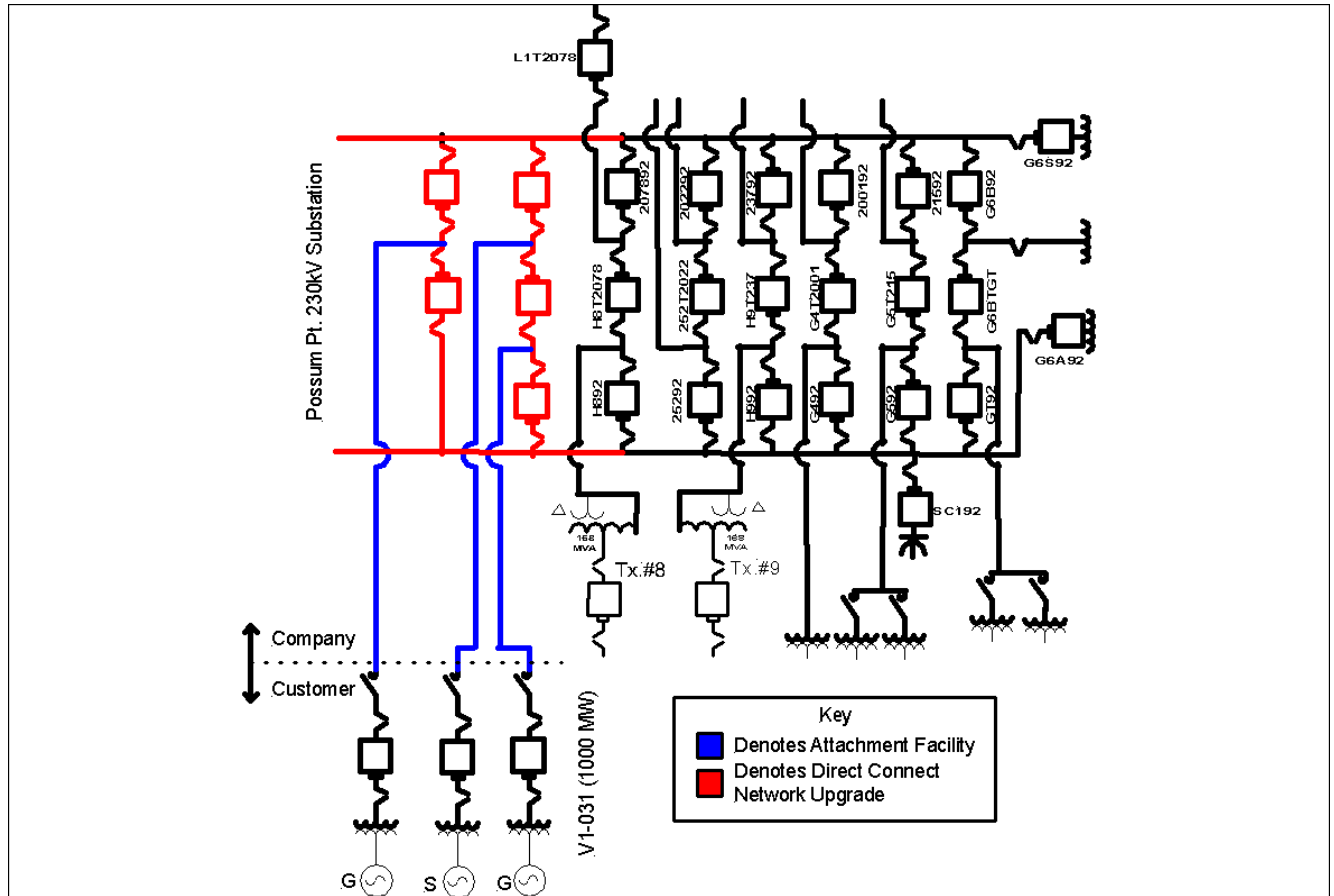 L1T2078
G6S92
207892
202292
23792
200192
21592
G6B92
Possum Pt. 230kV Substation
H8T2078
252T2022
H9T237
G4T2001
G5T215
G6BTGT
G6A92
H892
25292
H992
G492
G592
GT92
SC192
168
MVA
168
MVA
Tx.#8
Tx.#9
Company
Customer
V1-031 (1000 MW)
Key
Denotes Attachment Facility
Denotes Direct Connect
Network Upgrade
G
S
G